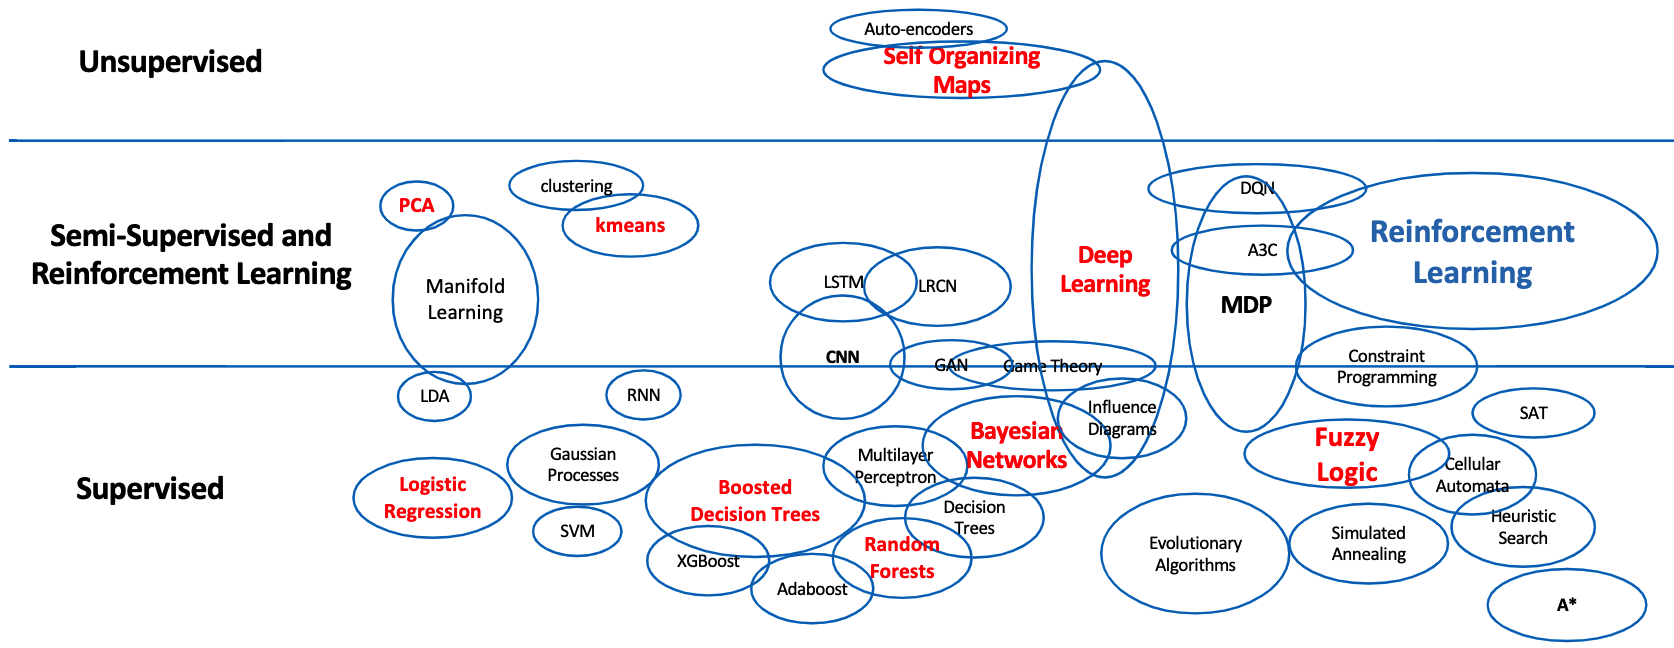 Auto-encoders
Unsupervised
Self Organizing
Maps
clustering
DQN
PCA
kmeans
Semi-Supervised and
Reinforcement Learning
Reinforcement
Learning
A3C
Deep
Learning
Manifold
Learning
LSTM
LRCN
MDP
CNN
GAN
Game Theory
Constraint
Programming
LDA
RNN
Influence
Diagrams
SAT
Bayesian
Networks
Fuzzy
Logic
Gaussian
Processes
Multilayer
Perceptron
Cellular
Automata
Supervised
Logistic
Regression
Boosted
Decision Trees
Decision
Trees
Heuristic
Search
SVM
Random
Forests
Evolutionary
Algorithms
Simulated
Annealing
XGBoost
Adaboost
A*